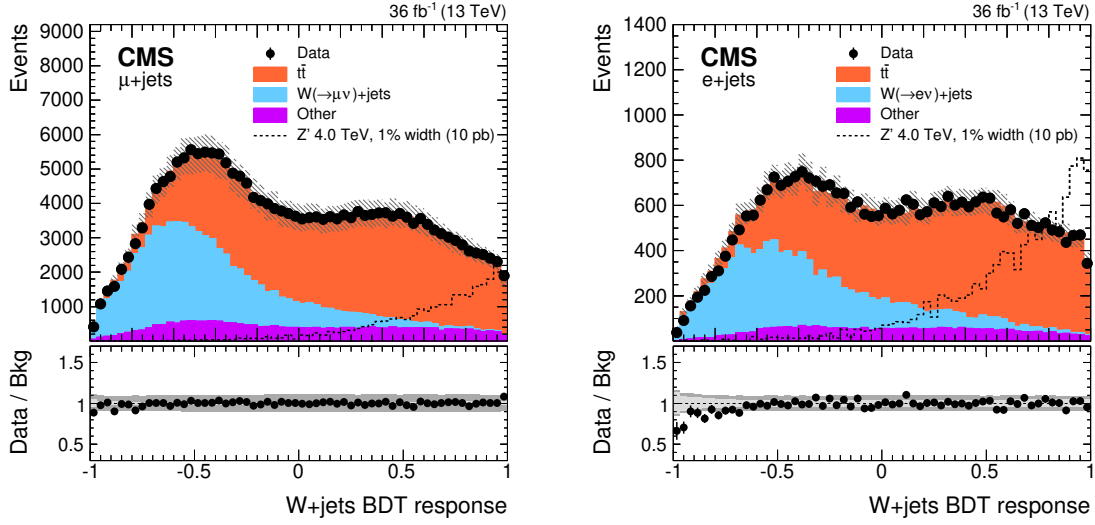 36 fb⁻¹ (13 TeV)
Events
9000
8000
7000
6000
5000
4000
3000
2000
1000
CMS
μ+jets
Data
tt̄
W(→μν)+jets
Other
Z' 4.0 TeV, 1% width (10 pb)
Data / Bkg
1.5
1
0.5
-1 -0.5 0 0.5 1
W+jets BDT response
36 fb⁻¹ (13 TeV)
Events
1400
1200
1000
800
600
400
200
CMS
e+jets
Data
tt̄
W(→eν)+jets
Other
Z' 4.0 TeV, 1% width (10 pb)
Data / Bkg
1.5
1
0.5
-1 -0.5 0 0.5 1
W+jets BDT response